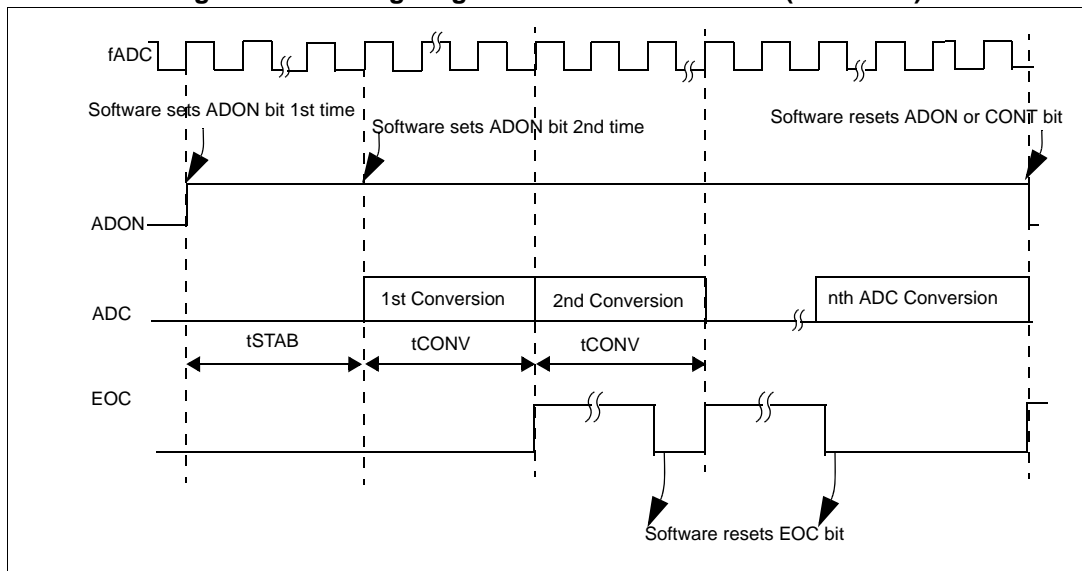 fADC
Software sets ADON bit 1st time
Software sets ADON bit 2nd time
Software resets ADON or CONT bit
ADON
1st Conversion
2nd Conversion
nth ADC Conversion
ADC
tSTAB
tCONV
tCONV
EOC
Software resets EOC bit